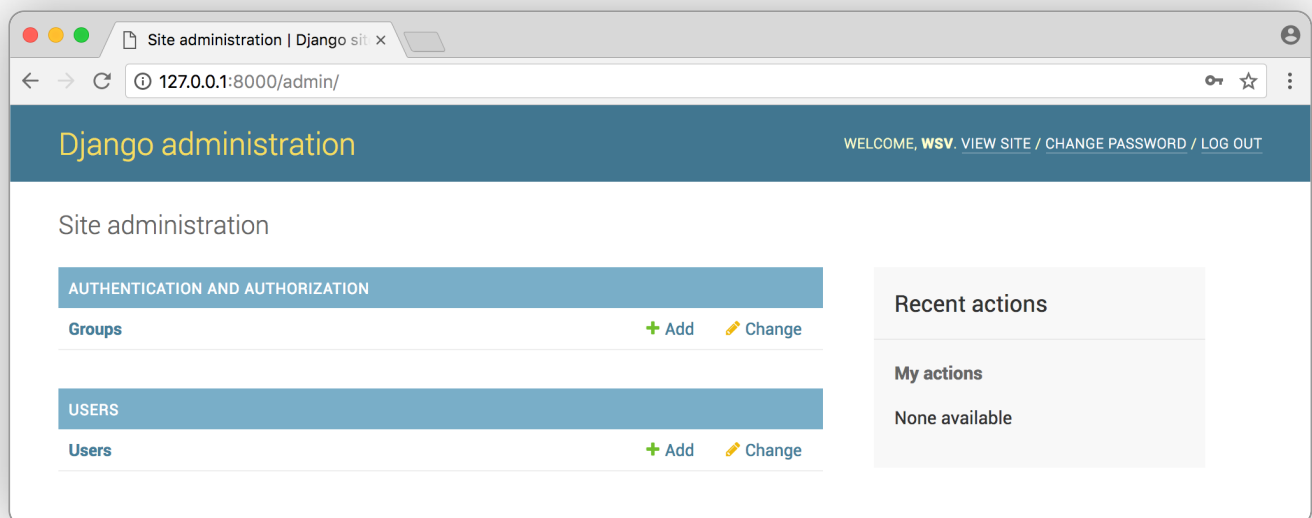 Site administration | Django sit
127.0.0.1:8000/admin/
Django administration
WELCOME, WSV. VIEW SITE / CHANGE PASSWORD / LOG OUT
Site administration
AUTHENTICATION AND AUTHORIZATION
Groups Add Change
USERS
Users Add Change
Recent actions
My actions
None available